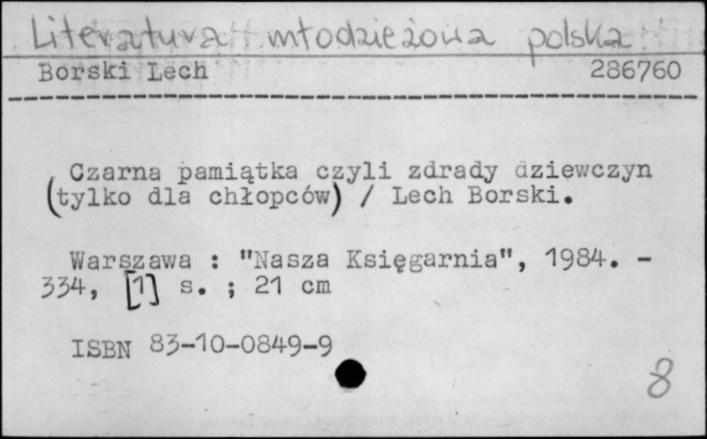 Literatura młodzieżowa polska
Borski Lech 286760
Czarna pamiątka czyli zdrady dziewczyn
(tylko dla chłopców) / Lech Borski.
Warszawa : "Nasza Księgarnia", 1984. -
334, [1] s. ; 21 cm
ISBN 83-10-0849-9
8